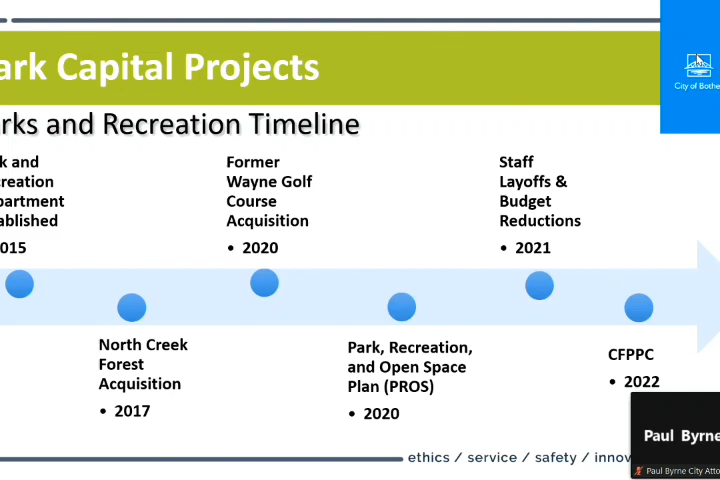 ark Capital Projects
City of Bothe
rks and Recreation Timeline
k and
creation
partment
ablished
015
Former
Wayne Golf
Course
Acquisition
• 2020
Staff
Layoffs &
Budget
Reductions
• 2021
North Creek
Forest
Acquisition
• 2017
Park, Recreation,
and Open Space
Plan (PROS)
• 2020
CFPPC
• 2022
ethics / service / safety / innov
Paul Byrne
Paul Byrne City Atto